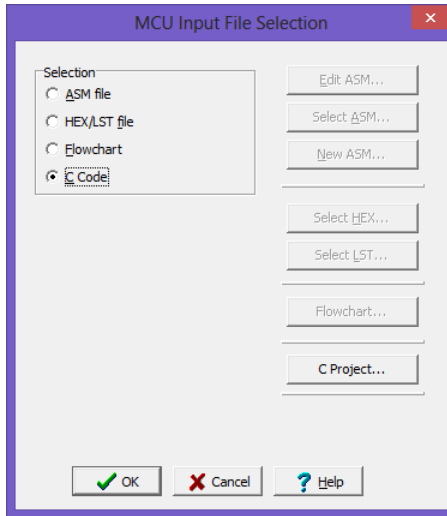 MCU Input File Selection
x
Selection
ASM file
HEX/LST file
Flowchart
C Code
Edit ASM...
Select ASM...
New ASM...
Select HEX...
Select LST...
Flowchart...
C Project...
OK
Cancel
? Help